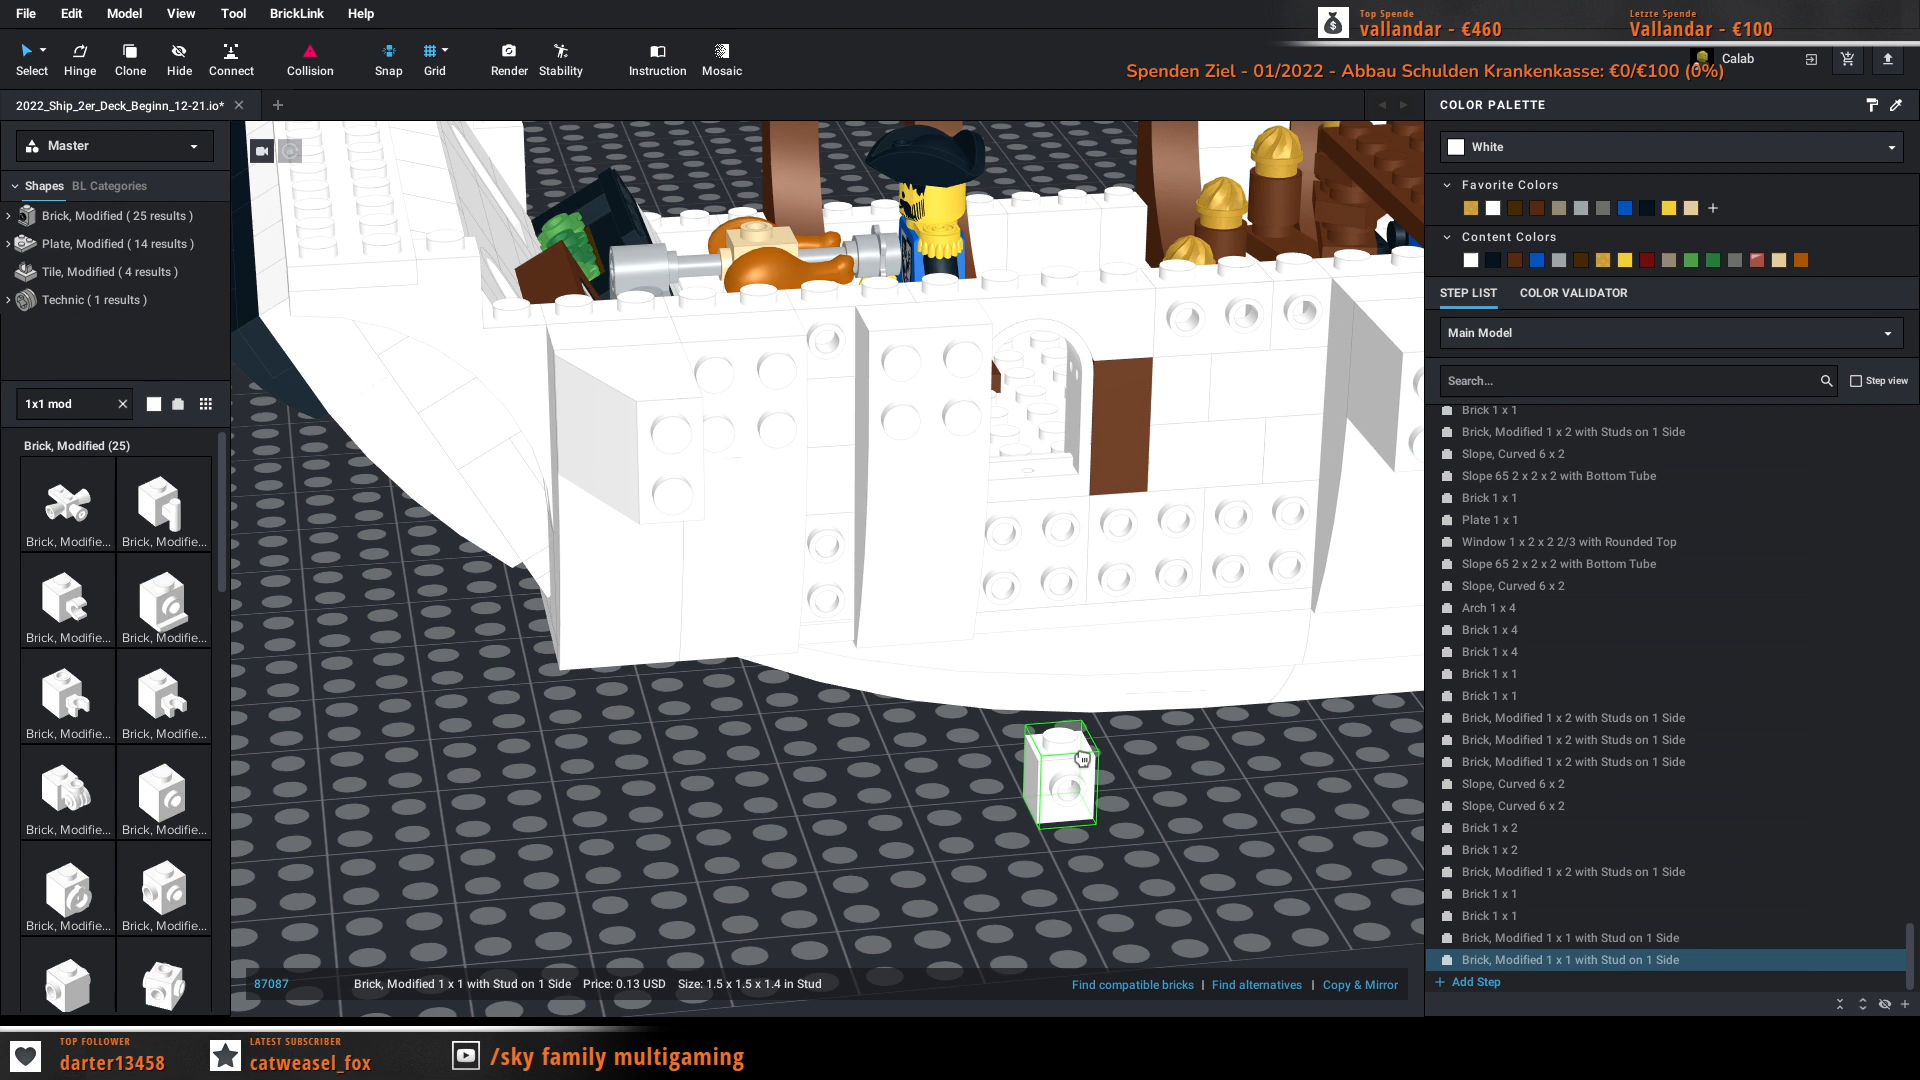 File Edit Model View Tool BrickLink Help
Top Spende
vallandar - €460
Letzte Spende
Vallandar - €100
Select Hinge Clone Hide Connect Collision Snap Grid Render Stability Instruction Mosaic
Spenden Ziel - 01/2022 - Abbau Schulden Krankenkasse: €0/€100 (0%)
Calab
2022_Ship_2er_Deck_Beginn_12-21.io*
COLOR PALETTE
Master
White
Shapes BL Categories
Favorite Colors
Brick, Modified ( 25 results )
Plate, Modified ( 14 results )
Content Colors
Tile, Modified ( 4 results )
Technic ( 1 results )
STEP LIST COLOR VALIDATOR
Main Model
Search...
Step view
1x1 mod
Brick, Modified (25)
Brick, Modifie... Brick, Modifie...
Brick, Modifie... Brick, Modifie...
Brick, Modifie... Brick, Modifie...
Brick, Modifie... Brick, Modifie...
Brick, Modifie... Brick, Modifie...
Brick 1 x 1
Brick, Modified 1 x 2 with Studs on 1 Side
Slope, Curved 6 x 2
Slope 65 2 x 2 x 2 with Bottom Tube
Brick 1 x 1
Plate 1 x 1
Window 1 x 2 x 2 2/3 with Rounded Top
Slope 65 2 x 2 x 2 with Bottom Tube
Slope, Curved 6 x 2
Arch 1 x 4
Brick 1 x 4
Brick 1 x 4
Brick 1 x 1
Brick 1 x 1
Brick, Modified 1 x 2 with Studs on 1 Side
Brick, Modified 1 x 2 with Studs on 1 Side
Brick, Modified 1 x 2 with Studs on 1 Side
Slope, Curved 6 x 2
Slope, Curved 6 x 2
Brick 1 x 2
Brick 1 x 2
Brick, Modified 1 x 2 with Studs on 1 Side
Brick 1 x 1
Brick 1 x 1
Brick, Modified 1 x 1 with Stud on 1 Side
Brick, Modified 1 x 1 with Stud on 1 Side
+ Add Step
87087 Brick, Modified 1 x 1 with Stud on 1 Side Price: 0.13 USD Size: 1.5 x 1.5 x 1.4 in Stud
Find compatible bricks | Find alternatives | Copy & Mirror
TOP FOLLOWER
darter13458
LATEST SUBSCRIBER
catweasel_fox
/sky family multigaming